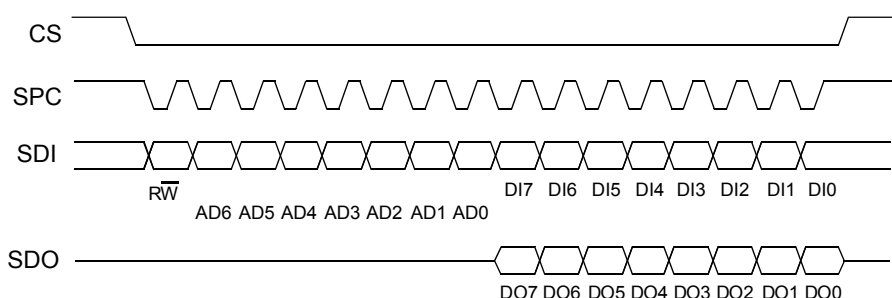 CS
SPC
SDI
RW̅
DI7 DI6 DI5 DI4 DI3 DI2 DI1 DI0
AD6 AD5 AD4 AD3 AD2 AD1 AD0
SDO
DO7 DO6 DO5 DO4 DO3 DO2 DO1 DO0